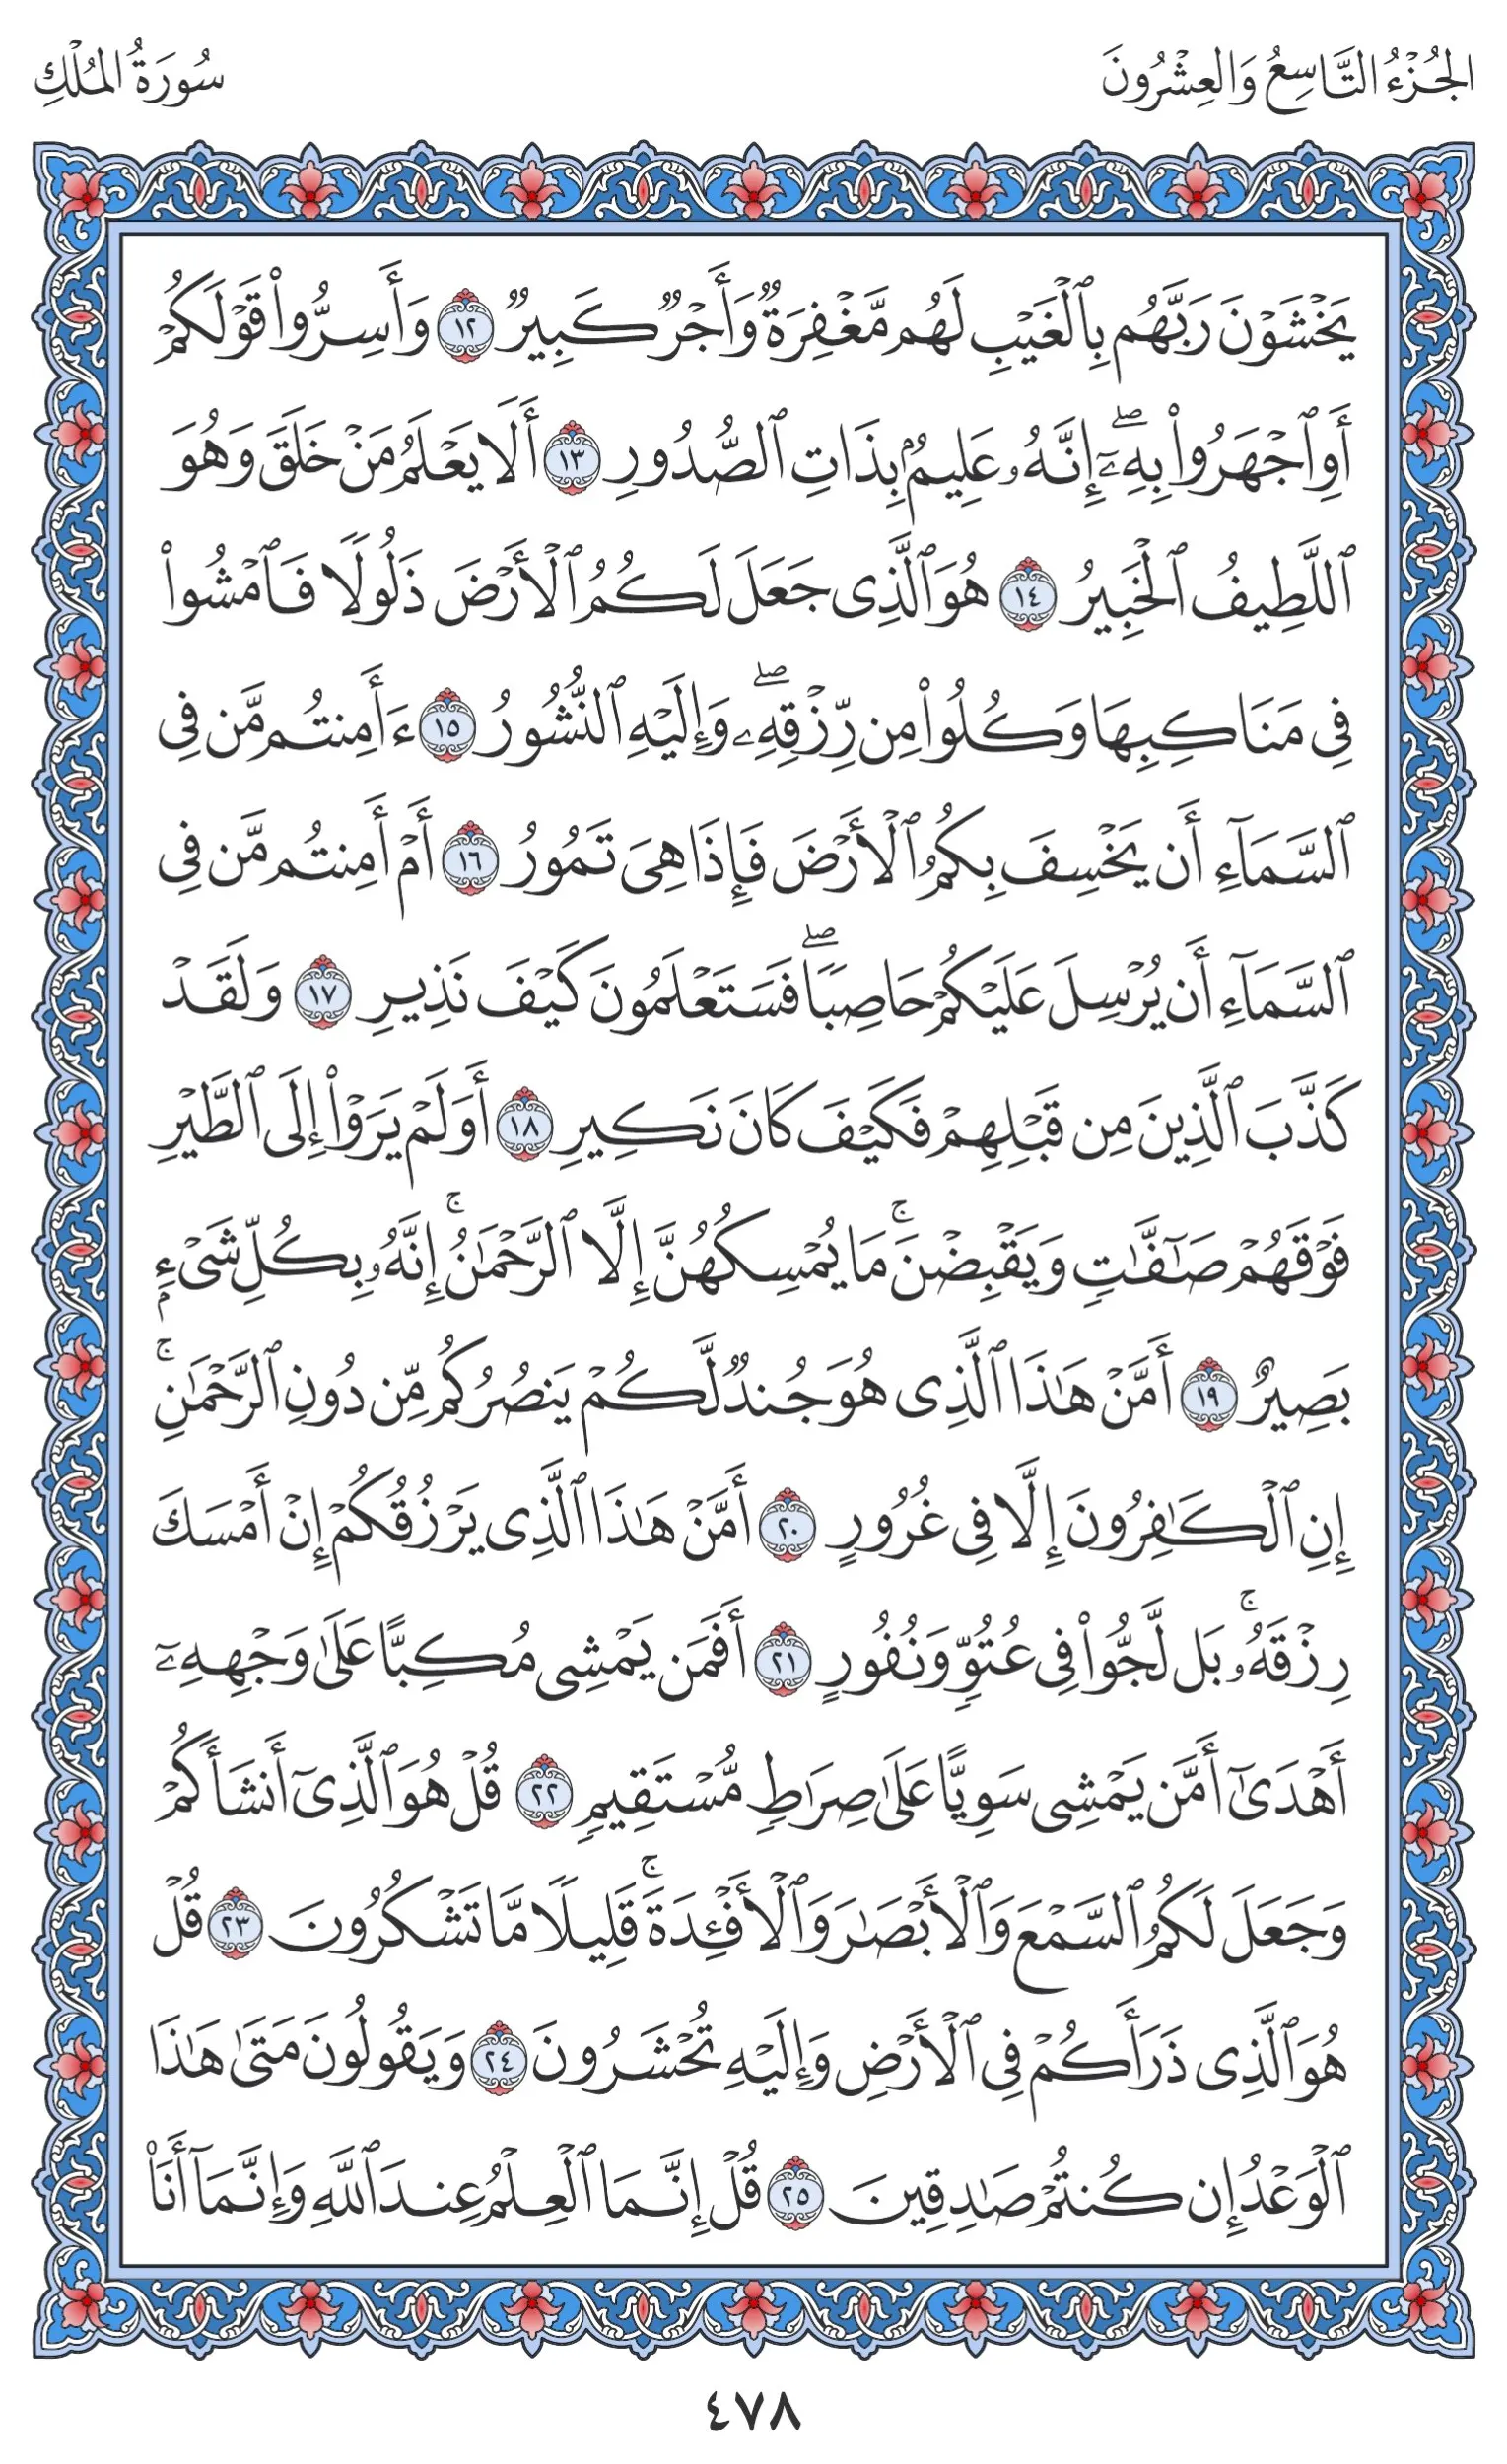 الجُزْءُ التَّاسِعُ وَالعِشْرُونَ
سُورَةُ المُلْكِ
يَخْشَوْنَ رَبَّهُم بِٱلْغَيْبِ لَهُم مَّغْفِرَةٌ وَأَجْرٌ كَبِيرٌ ١٢ وَأَسِرُّوا۟ قَوْلَكُمْ
أَوِ ٱجْهَرُوا۟ بِهِۦٓ ۖ إِنَّهُۥ عَلِيمٌۢ بِذَاتِ ٱلصُّدُورِ ١٣ أَلَا يَعْلَمُ مَنْ خَلَقَ وَهُوَ
ٱللَّطِيفُ ٱلْخَبِيرُ ١٤ هُوَ ٱلَّذِى جَعَلَ لَكُمُ ٱلْأَرْضَ ذَلُولًا فَٱمْشُوا۟
فِى مَنَاكِبِهَا وَكُلُوا۟ مِن رِّزْقِهِۦ ۖ وَإِلَيْهِ ٱلنُّشُورُ ١٥ ءَأَمِنتُم مَّن فِى
ٱلسَّمَآءِ أَن يَخْسِفَ بِكُمُ ٱلْأَرْضَ فَإِذَا هِىَ تَمُورُ ١٦ أَمْ أَمِنتُم مَّن فِى
ٱلسَّمَآءِ أَن يُرْسِلَ عَلَيْكُمْ حَاصِبًا ۖ فَسَتَعْلَمُونَ كَيْفَ نَذِيرِ ١٧ وَلَقَدْ
كَذَّبَ ٱلَّذِينَ مِن قَبْلِهِمْ فَكَيْفَ كَانَ نَكِيرِ ١٨ أَوَلَمْ يَرَوْا۟ إِلَى ٱلطَّيْرِ
فَوْقَهُمْ صَـٰٓفَّـٰتٍ وَيَقْبِضْنَ ۚ مَا يُمْسِكُهُنَّ إِلَّا ٱلرَّحْمَـٰنُ ۚ إِنَّهُۥ بِكُلِّ شَىْءٍۭ
بَصِيرٌ ١٩ أَمَّنْ هَـٰذَا ٱلَّذِى هُوَ جُندٌ لَّكُمْ يَنصُرُكُم مِّن دُونِ ٱلرَّحْمَـٰنِ ۚ
إِنِ ٱلْكَـٰفِرُونَ إِلَّا فِى غُرُورٍ ٢٠ أَمَّنْ هَـٰذَا ٱلَّذِى يَرْزُقُكُمْ إِنْ أَمْسَكَ
رِزْقَهُۥ ۚ بَل لَّجُّوا۟ فِى عُتُوٍّ وَنُفُورٍ ٢١ أَفَمَن يَمْشِى مُكِبًّا عَلَىٰ وَجْهِهِۦٓ
أَهْدَىٰٓ أَمَّن يَمْشِى سَوِيًّا عَلَىٰ صِرَٰطٍ مُّسْتَقِيمٍ ٢٢ قُلْ هُوَ ٱلَّذِىٓ أَنشَأَكُمْ
وَجَعَلَ لَكُمُ ٱلسَّمْعَ وَٱلْأَبْصَـٰرَ وَٱلْأَفْـِٔدَةَ ۚ قَلِيلًا مَّا تَشْكُرُونَ ٢٣ قُلْ
هُوَ ٱلَّذِى ذَرَأَكُمْ فِى ٱلْأَرْضِ وَإِلَيْهِ تُحْشَرُونَ ٢٤ وَيَقُولُونَ مَتَىٰ هَـٰذَا
ٱلْوَعْدُ إِن كُنتُمْ صَـٰدِقِينَ ٢٥ قُلْ إِنَّمَا ٱلْعِلْمُ عِندَ ٱللَّهِ وَإِنَّمَآ أَنَا۠
٤٧٨